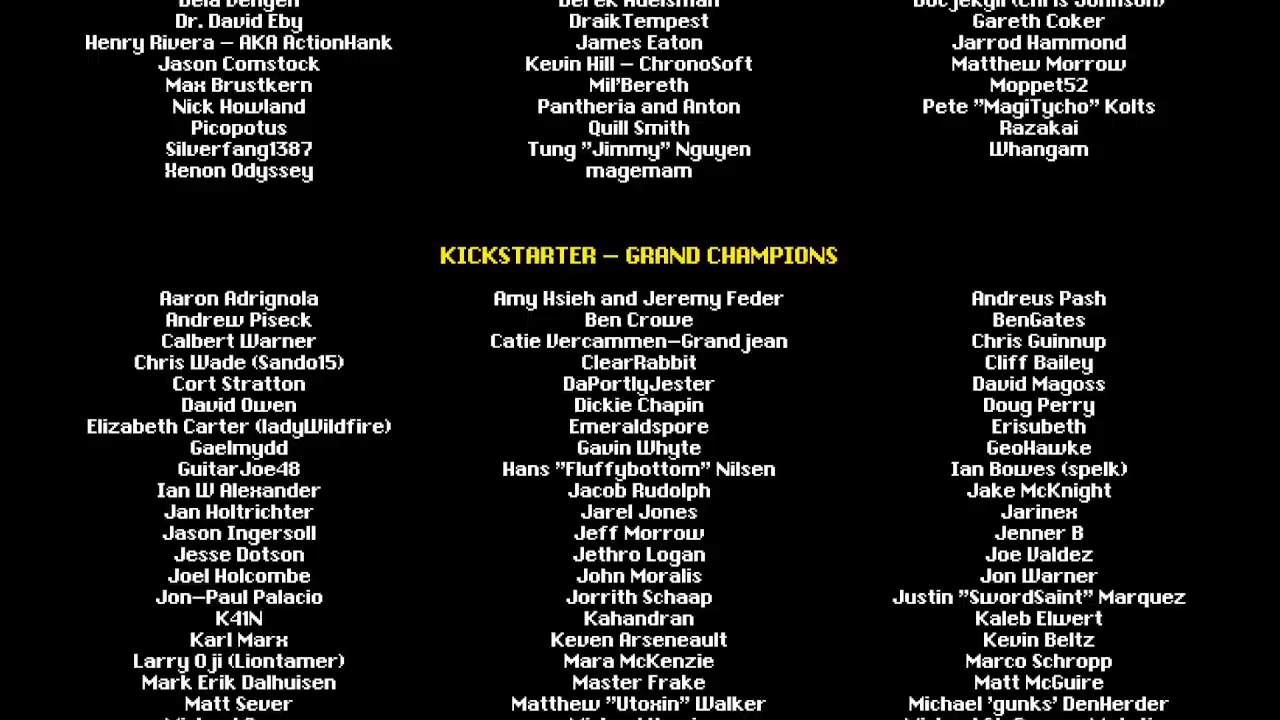 Dr. David Eby DraikTempest Gareth Coker
Henry Rivera – AKA ActionHank James Eaton Jarrod Hammond
Jason Comstock Kevin Hill – ChronoSoft Matthew Morrow
Max Brustkern Mil'Bereth Moppet52
Nick Howland Pantheria and Anton Pete "MagiTycho" Kolts
Picopotus Quill Smith Razakai
Silverfang1387 Tung "Jimmy" Nguyen Whangam
Xenon Odyssey magemam
KICKSTARTER – GRAND CHAMPIONS
Aaron Adrignola Amy Hsieh and Jeremy Feder Andreus Pash
Andrew Piseck Ben Crowe BenGates
Calbert Warner Catie Vercammen–Grandjean Chris Guinnup
Chris Wade (Sando15) ClearRabbit Cliff Bailey
Cort Stratton DaPortlyJester David Magoss
David Owen Dickie Chapin Doug Perry
Elizabeth Carter (ladyWildfire) Emeraldspore Erisubeth
Gaelmydd Gavin Whyte GeoHawke
GuitarJoe48 Hans "Fluffybottom" Nilsen Ian Bowes (spelk)
Ian W Alexander Jacob Rudolph Jake McKnight
Jan Holtrichter Jarel Jones Jarinex
Jason Ingersoll Jeff Morrow Jenner B
Jesse Dotson Jethro Logan Joe Valdez
Joel Holcombe John Moralis Jon Warner
Jon–Paul Palacio Jorrith Schaap Justin "SwordSaint" Marquez
K41N Kahandran Kaleb Elwert
Karl Marx Keven Arseneault Kevin Beltz
Larry Oji (Liontamer) Mara McKenzie Marco Schropp
Mark Erik Dalhuisen Master Frake Matt McGuire
Matt Sever Matthew "Utoxin" Walker Michael 'gunks' DenHerder